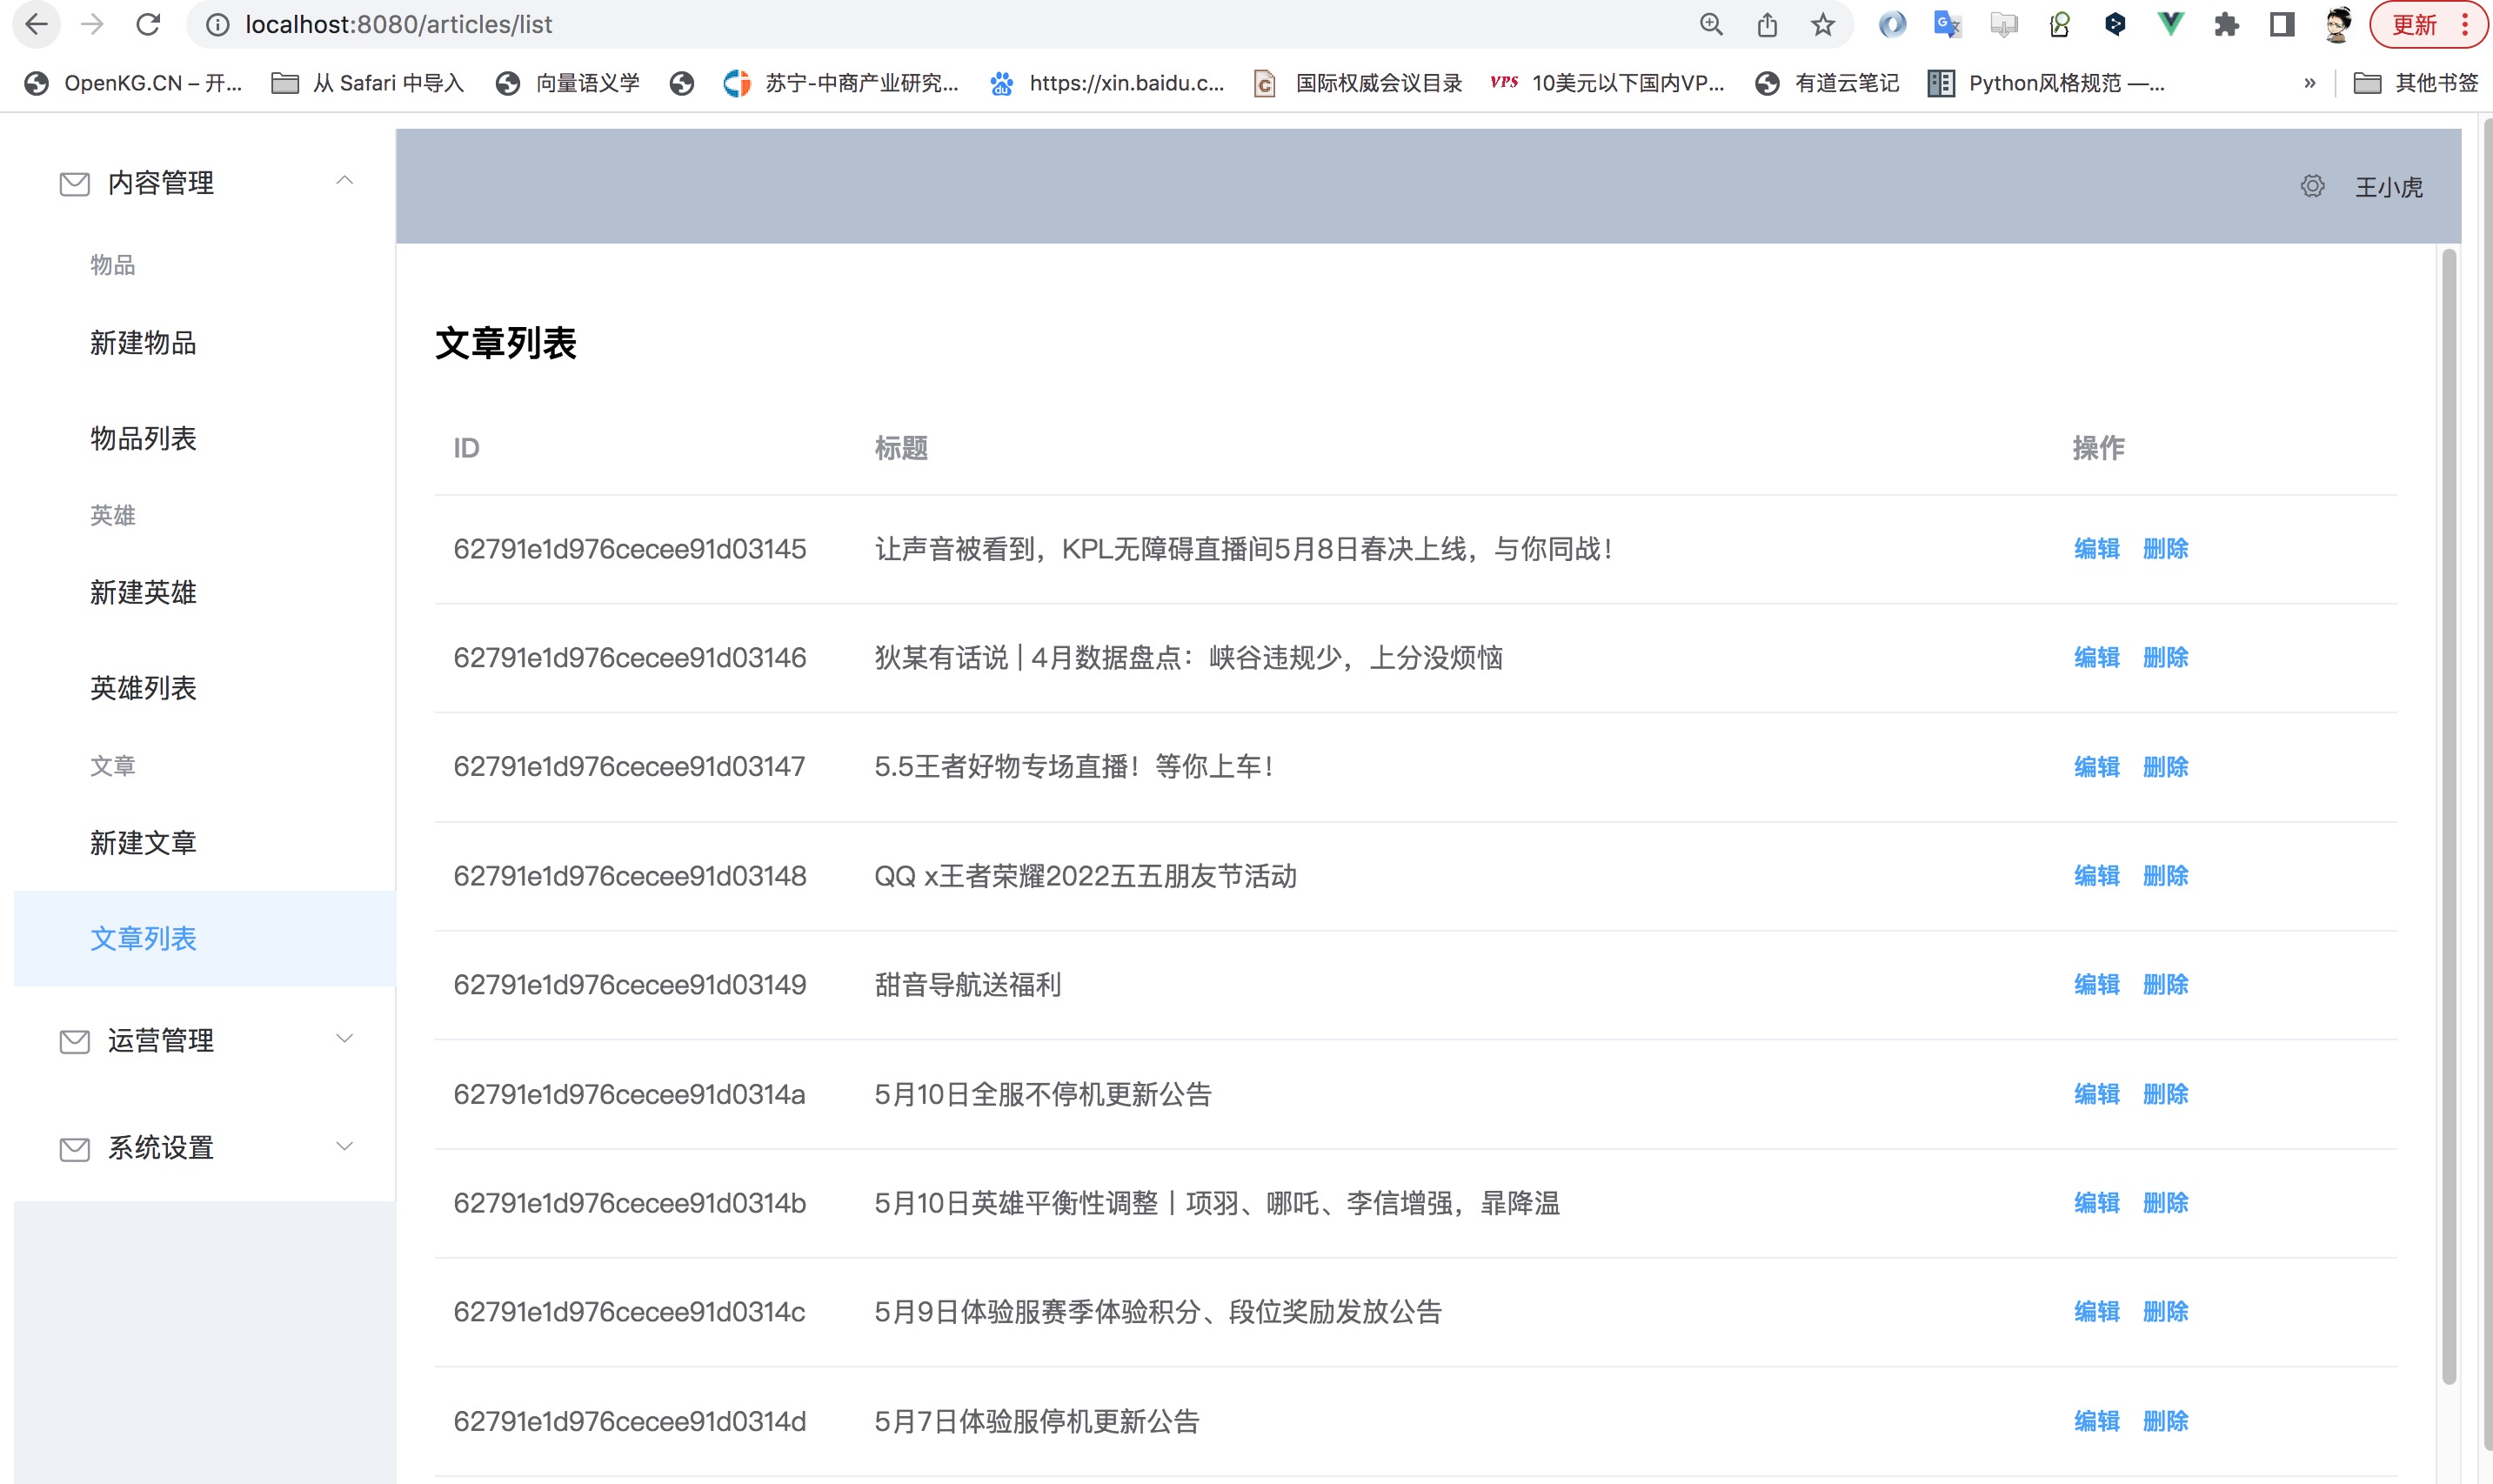 localhost:8080/articles/list
更新
OpenKG.CN – 开...
从 Safari 中导入
向量语义学
苏宁-中商产业研究...
https://xin.baidu.c...
国际权威会议目录
VPS
10美元以下国内VP...
有道云笔记
Python风格规范 —...
»
其他书签
内容管理
物品
新建物品
物品列表
英雄
新建英雄
英雄列表
文章
新建文章
文章列表
运营管理
系统设置
王小虎
文章列表
ID 标题 操作
62791e1d976cecee91d03145 让声音被看到，KPL无障碍直播间5月8日春决上线，与你同战！ 编辑 删除
62791e1d976cecee91d03146 狄某有话说 | 4月数据盘点：峡谷违规少，上分没烦恼 编辑 删除
62791e1d976cecee91d03147 5.5王者好物专场直播！等你上车！ 编辑 删除
62791e1d976cecee91d03148 QQ x王者荣耀2022五五朋友节活动 编辑 删除
62791e1d976cecee91d03149 甜音导航送福利 编辑 删除
62791e1d976cecee91d0314a 5月10日全服不停机更新公告 编辑 删除
62791e1d976cecee91d0314b 5月10日英雄平衡性调整丨项羽、哪吒、李信增强，暃降温 编辑 删除
62791e1d976cecee91d0314c 5月9日体验服赛季体验积分、段位奖励发放公告 编辑 删除
62791e1d976cecee91d0314d 5月7日体验服停机更新公告 编辑 删除